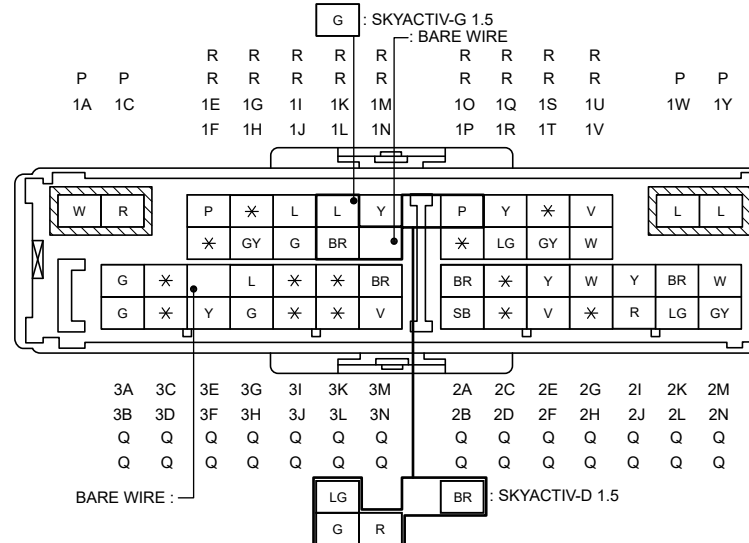 G : SKYACTIV-G 1.5
: BARE WIRE
R R R R R R R R R
P P R R R R R R R R R P P
1A 1C 1E 1G 1I 1K 1M 1O 1Q 1S 1U 1W 1Y
1F 1H 1J 1L 1N 1P 1R 1T 1V
W R P * L L Y P Y * V L L
* GY G BR * LG GY W
G * L * * BR BR * Y W Y BR W
G * Y G * * V SB * V * R LG GY
3A 3C 3E 3G 3I 3K 3M 2A 2C 2E 2G 2I 2K 2M
3B 3D 3F 3H 3J 3L 3N 2B 2D 2F 2H 2J 2L 2N
Q Q Q Q Q Q Q Q Q Q Q Q Q Q
Q Q Q Q Q Q Q Q Q Q Q Q Q Q
BARE WIRE :
LG BR : SKYACTIV-D 1.5
G R